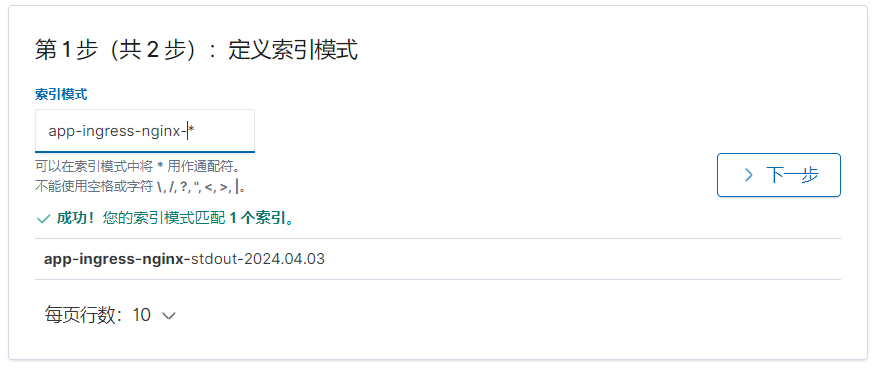 第 1 步（共 2 步）：定义索引模式
索引模式
app-ingress-nginx-*
可以在索引模式中将 * 用作通配符。
不能使用空格或字符 \, /, ?, ", <, >, |。
下一步
成功！您的索引模式匹配 1 个索引。
app-ingress-nginx-stdout-2024.04.03
每页行数：10